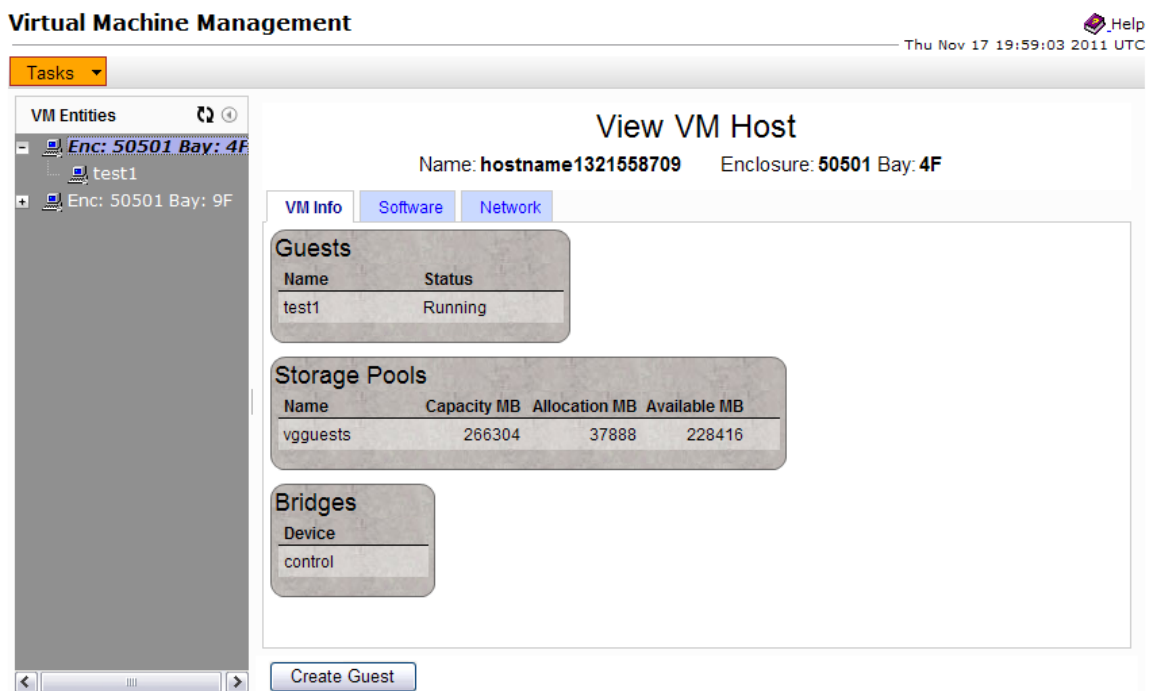 Virtual Machine Management
Help
Thu Nov 17 19:59:03 2011 UTC
Tasks
VM Entities
Enc: 50501 Bay: 4F
test1
Enc: 50501 Bay: 9F
View VM Host
Name: hostname1321558709 Enclosure: 50501 Bay: 4F
VM Info Software Network
Guests
Name Status
test1 Running
Storage Pools
Name Capacity MB Allocation MB Available MB
vgguests 266304 37888 228416
Bridges
Device
control
Create Guest